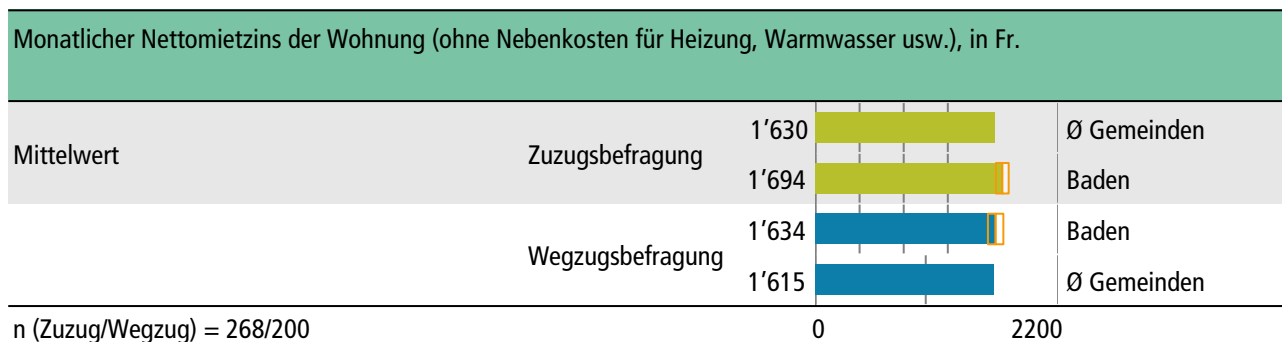 Monatlicher Nettomietzins der Wohnung (ohne Nebenkosten für Heizung, Warmwasser usw.), in Fr.
Mittelwert
Zuzugsbefragung
1’630
Ø Gemeinden
1’694
Baden
Wegzugsbefragung
1’634
Baden
1’615
Ø Gemeinden
n (Zuzug/Wegzug) = 268/200
0
2200